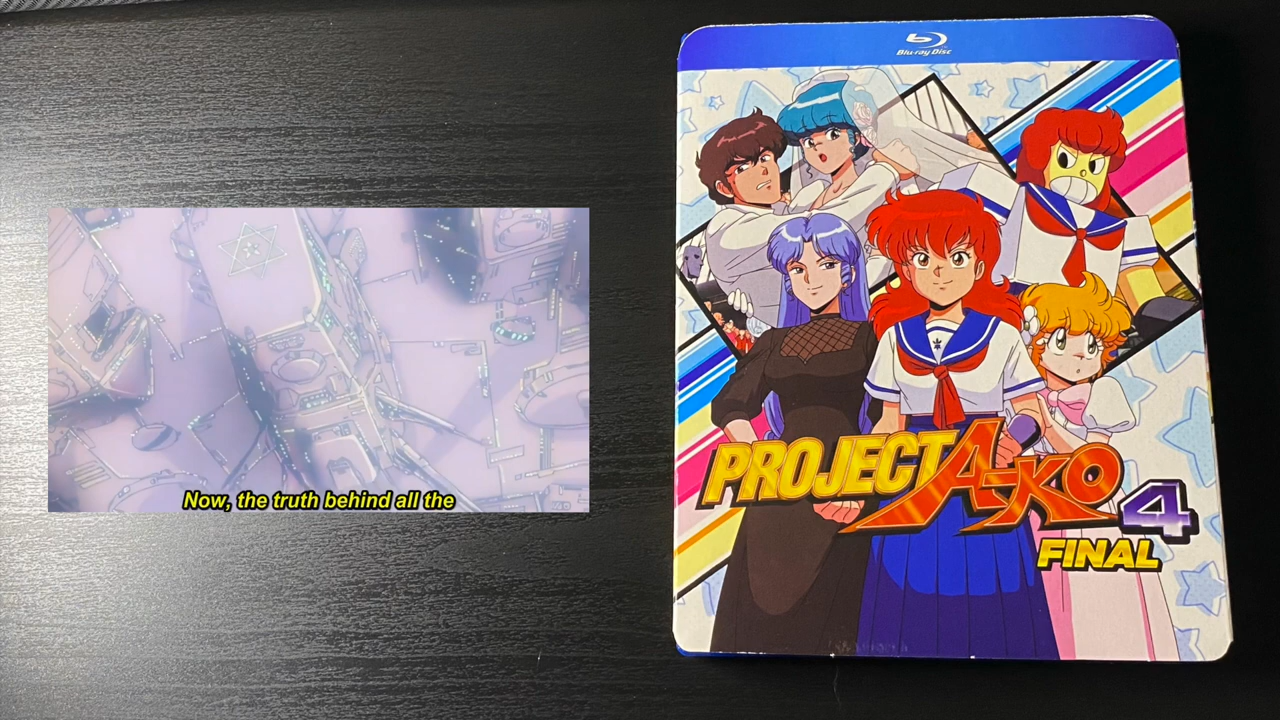 Now, the truth behind all the
Blu-ray Disc
PROJECT A-KO 4
FINAL